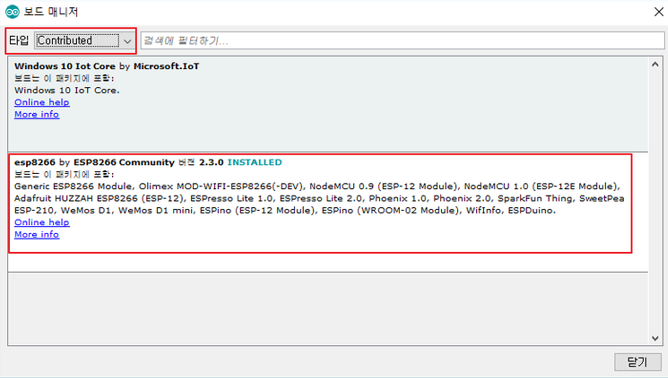 보드 매니저
타입 Contributed 검색에 필터하기...
Windows 10 Iot Core by Microsoft.IoT
보드는 이 패키지에 포함:
Windows 10 IoT Core.
Online help
More info
esp8266 by ESP8266 Community 버전 2.3.0 INSTALLED
보드는 이 패키지에 포함:
Generic ESP8266 Module, Olimex MOD-WIFI-ESP8266(-DEV), NodeMCU 0.9 (ESP-12 Module), NodeMCU 1.0 (ESP-12E Module),
Adafruit HUZZAH ESP8266 (ESP-12), ESPresso Lite 1.0, ESPresso Lite 2.0, Phoenix 1.0, Phoenix 2.0, SparkFun Thing, SweetPea
ESP-210, WeMos D1, WeMos D1 mini, ESPino (ESP-12 Module), ESPino (WROOM-02 Module), WifInfo, ESPDuino.
Online help
More info
닫기